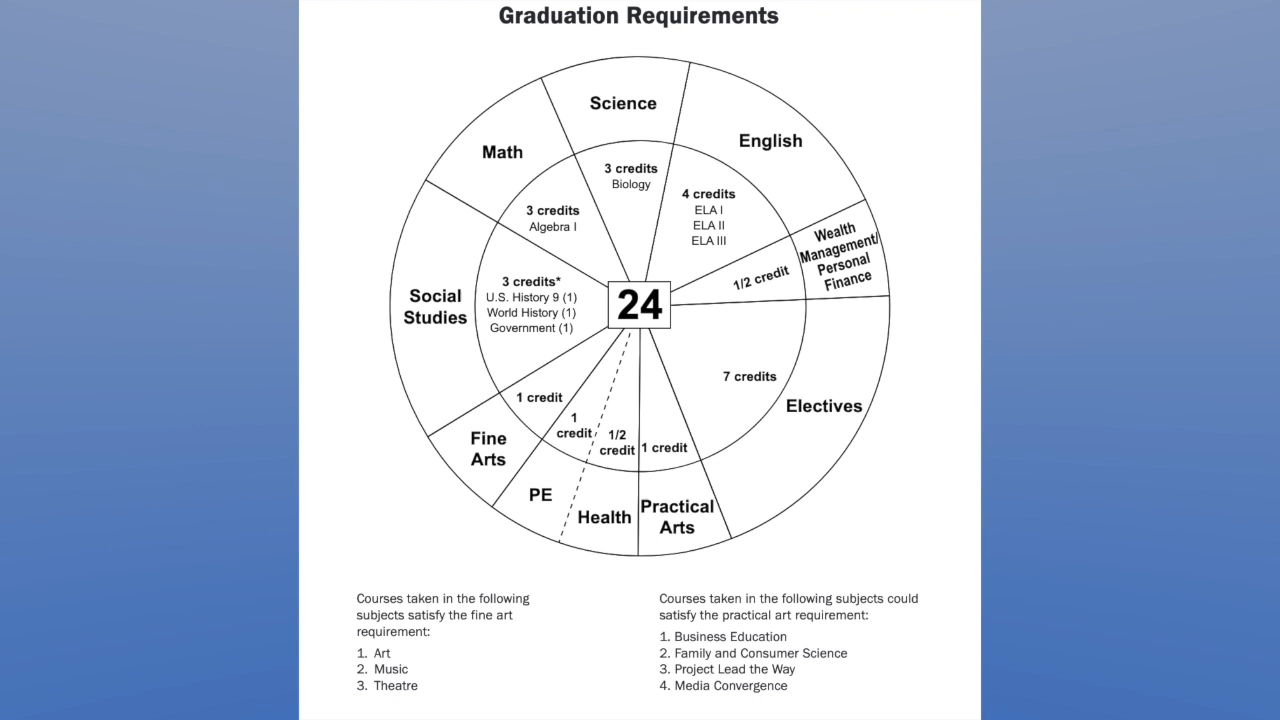 Graduation Requirements
Science
English
Math
3 credits
Biology
4 credits
ELA I
ELA II
ELA III
3 credits
Algebra I
Wealth
Management/
Personal
Finance
1/2 credit
24
Social
Studies
3 credits*
U.S. History 9 (1)
World History (1)
Government (1)
7 credits
Electives
1 credit
1
credit
1/2
credit
1 credit
Fine
Arts
PE
Health
Practical
Arts
Courses taken in the following
subjects satisfy the fine art
requirement:
1. Art
2. Music
3. Theatre
Courses taken in the following subjects could
satisfy the practical art requirement:
1. Business Education
2. Family and Consumer Science
3. Project Lead the Way
4. Media Convergence